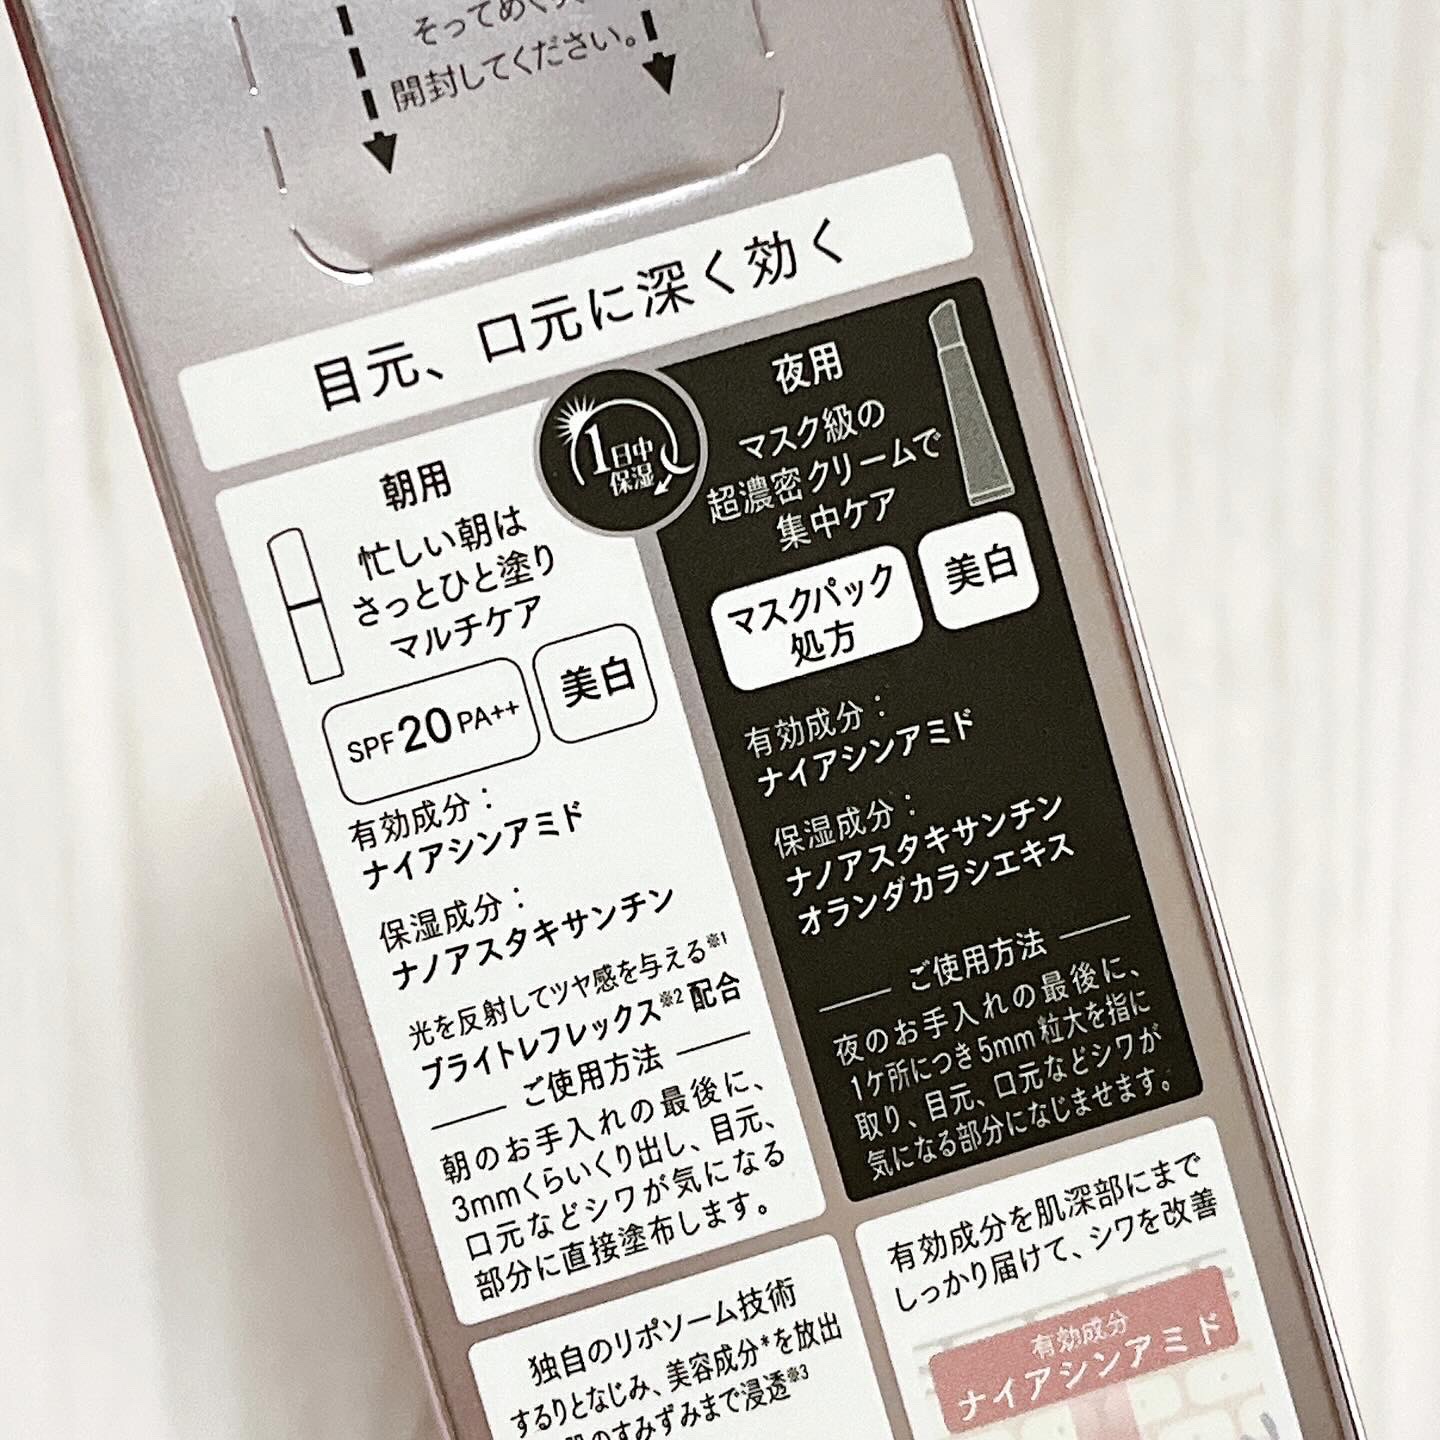 そってめくり
開封してください。
目元、口元に深く効く
1日中
保湿
朝用
忙しい朝は
さっとひと塗り
マルチケア
SPF20 PA++
美白
有効成分：
ナイアシンアミド
保湿成分：
ナノアスタキサンチン
光を反射してツヤ感を与える※1
ブライトレフレックス※2 配合
ご使用方法
朝のお手入れの最後に、
3mmくらいくり出し、目元、
口元などシワが気になる
部分に直接塗布します。
夜用
マスク級の
超濃密クリームで
集中ケア
マスクパック
処方
美白
有効成分：
ナイアシンアミド
保湿成分：
ナノアスタキサンチン
オランダカラシエキス
ご使用方法
夜のお手入れの最後に、
1ケ所につき5mm粒大を指に
取り、目元、口元などシワが
気になる部分になじませます。
独自のリポソーム技術
するりとなじみ、美容成分*を放出
のすみずみまで浸透※3
有効成分を肌深部にまで
しっかり届けて、シワを改善
有効成分
ナイアシンアミド